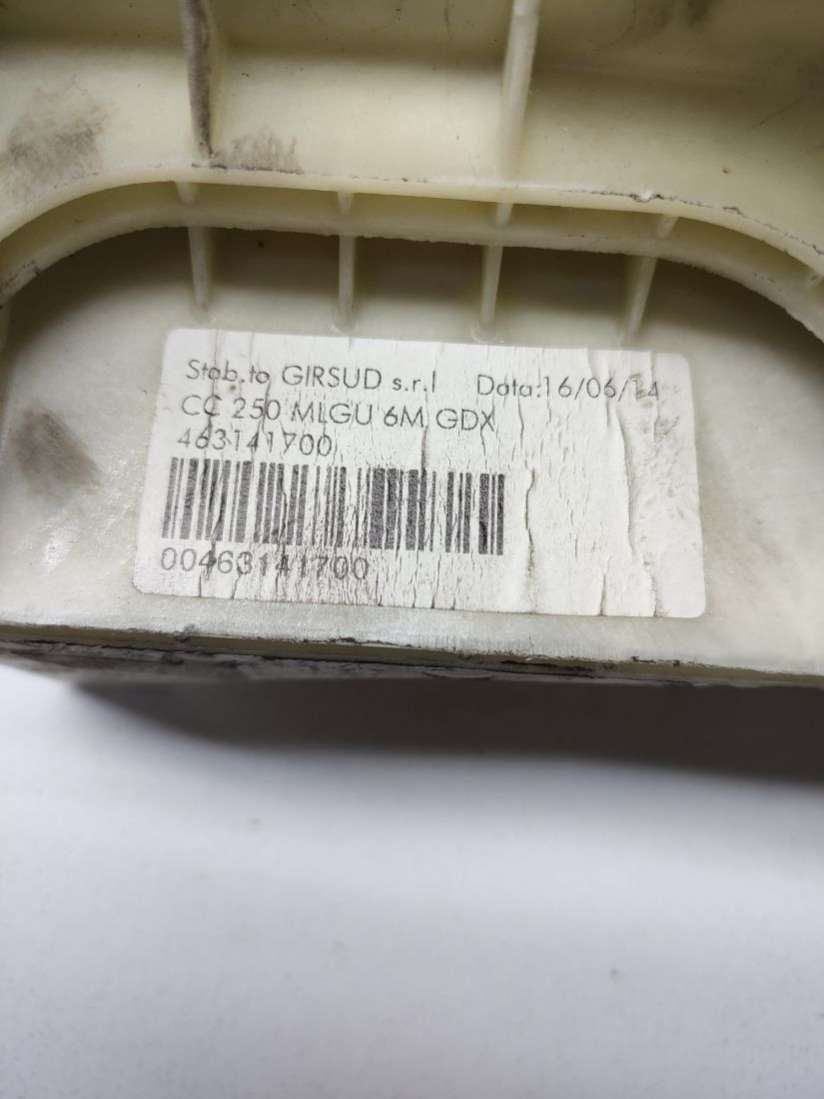 Stab.to GIRSUD s.r.l Data:16/06/14
CC 250 MLGU 6M GDX
463141700
00463141700